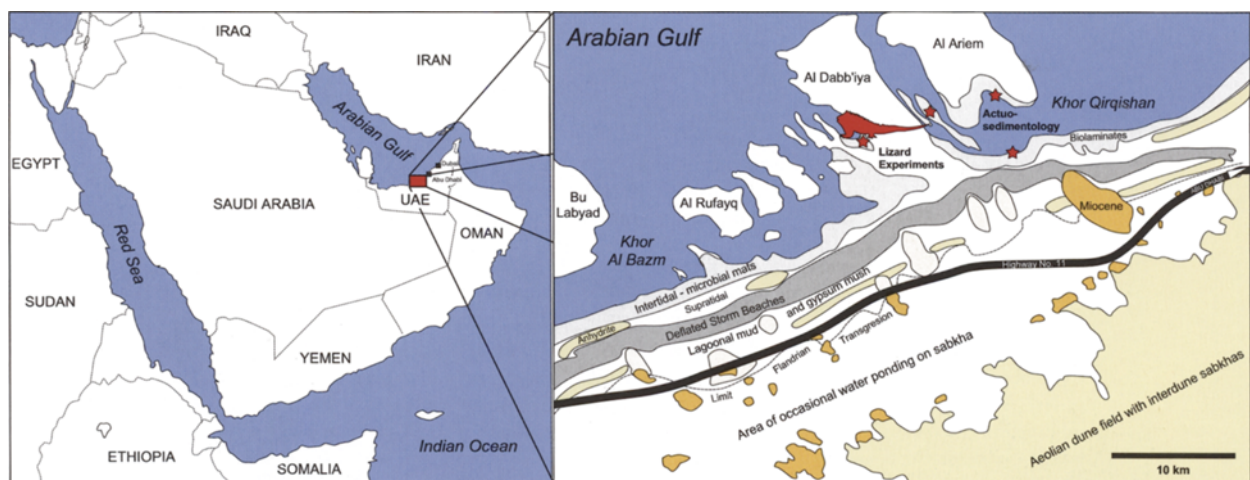 IRAQ
IRAN
EGYPT
Arabian Gulf
Dubai
Abu Dhabi
SAUDI ARABIA
UAE
Red Sea
OMAN
SUDAN
YEMEN
ETHIOPIA
SOMALIA
Indian Ocean
Arabian Gulf
Al Ariem
Al Dabb'iya
Khor Qirqishan
Actuo-
sedimentology
Biolaminates
Lizard
Experiments
Bu
Labyad
Al Rufayq
Miocene
Khor
Al Bazm
Highway No. 11
Intertidal - microbial mats
Supratidal
Anhydrite
Deflated Storm Beaches
Lagoonal mud and gypsum mush
Limit Flandrian Transgresion
Area of occasional water ponding on sabkha
Aeolian dune field with interdune sabkhas
10 km